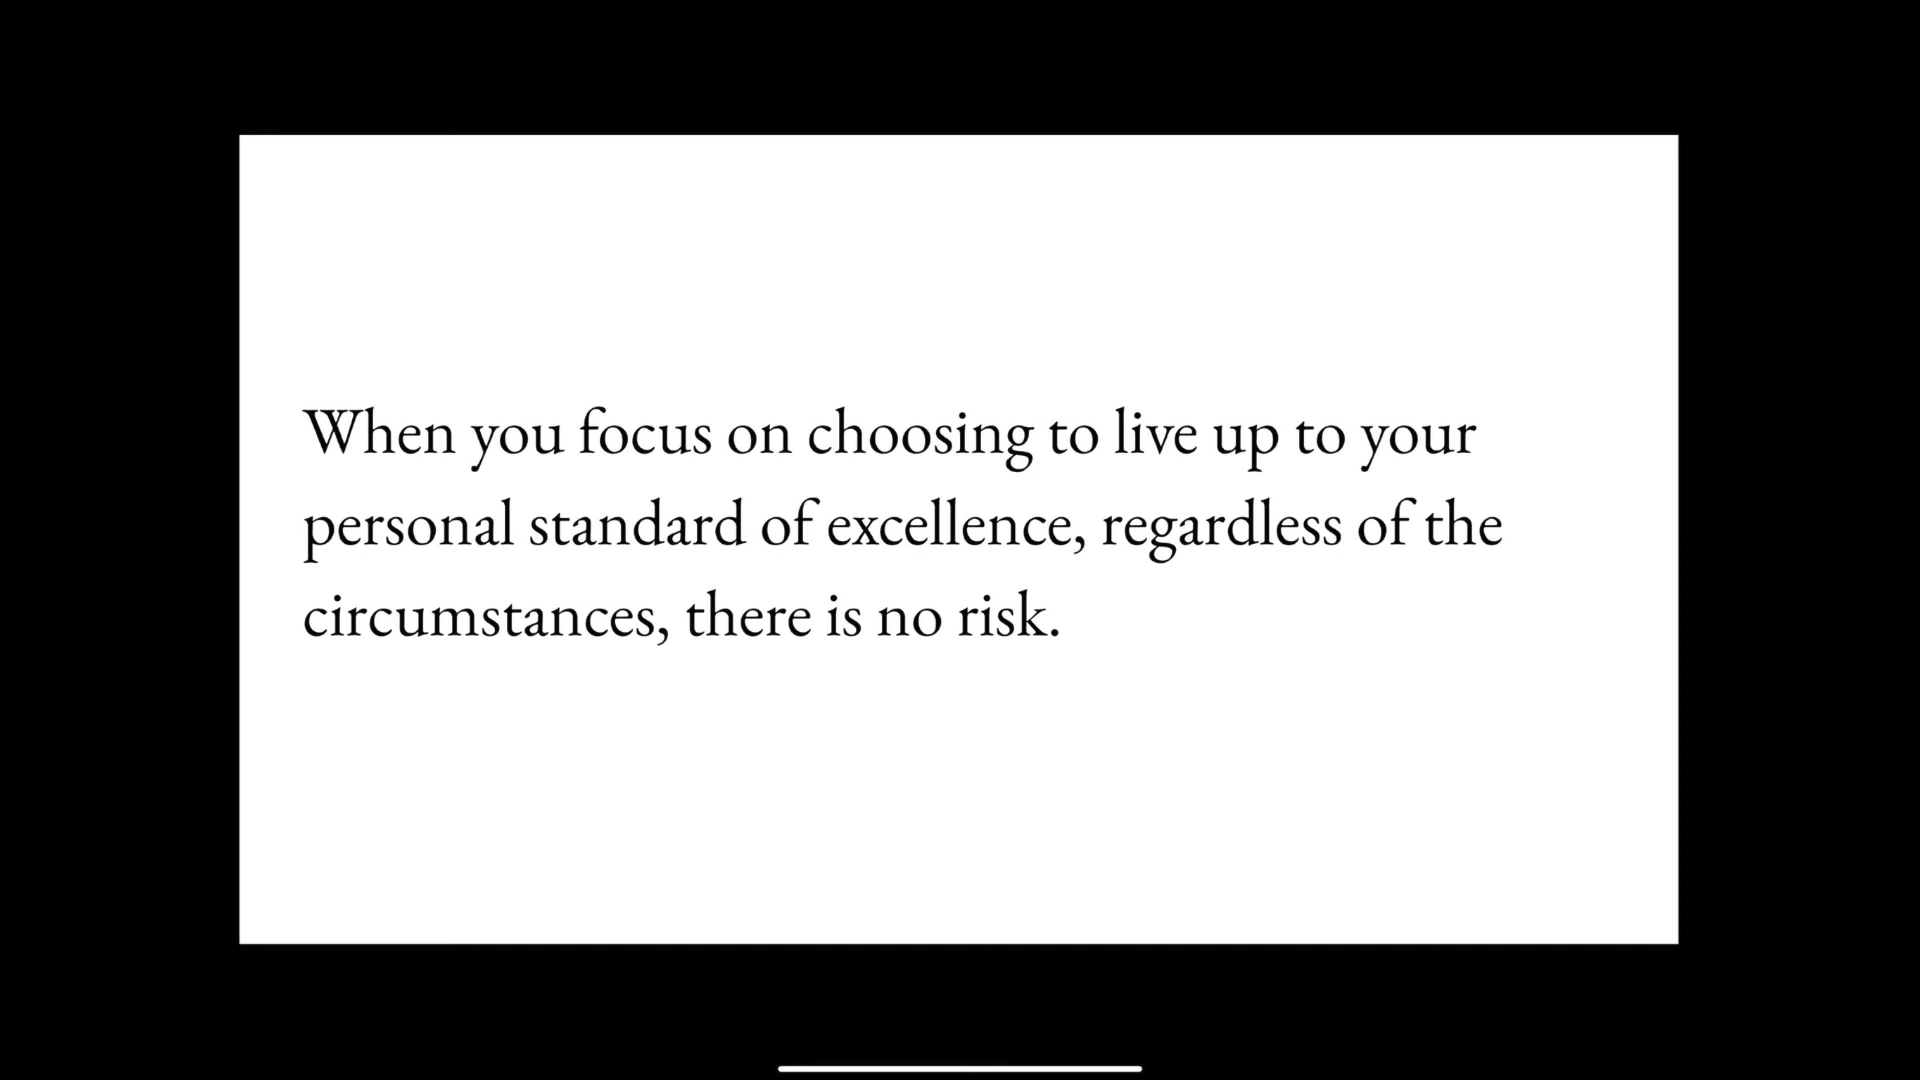 When you focus on choosing to live up to your
personal standard of excellence, regardless of the
circumstances, there is no risk.